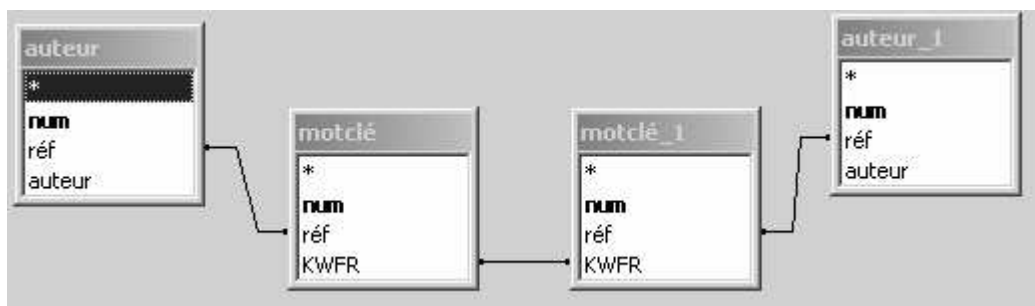 auteur
*
num
réf
auteur
motclé
*
num
réf
KWFR
motclé_1
*
num
réf
KWFR
auteur_1
*
num
réf
auteur